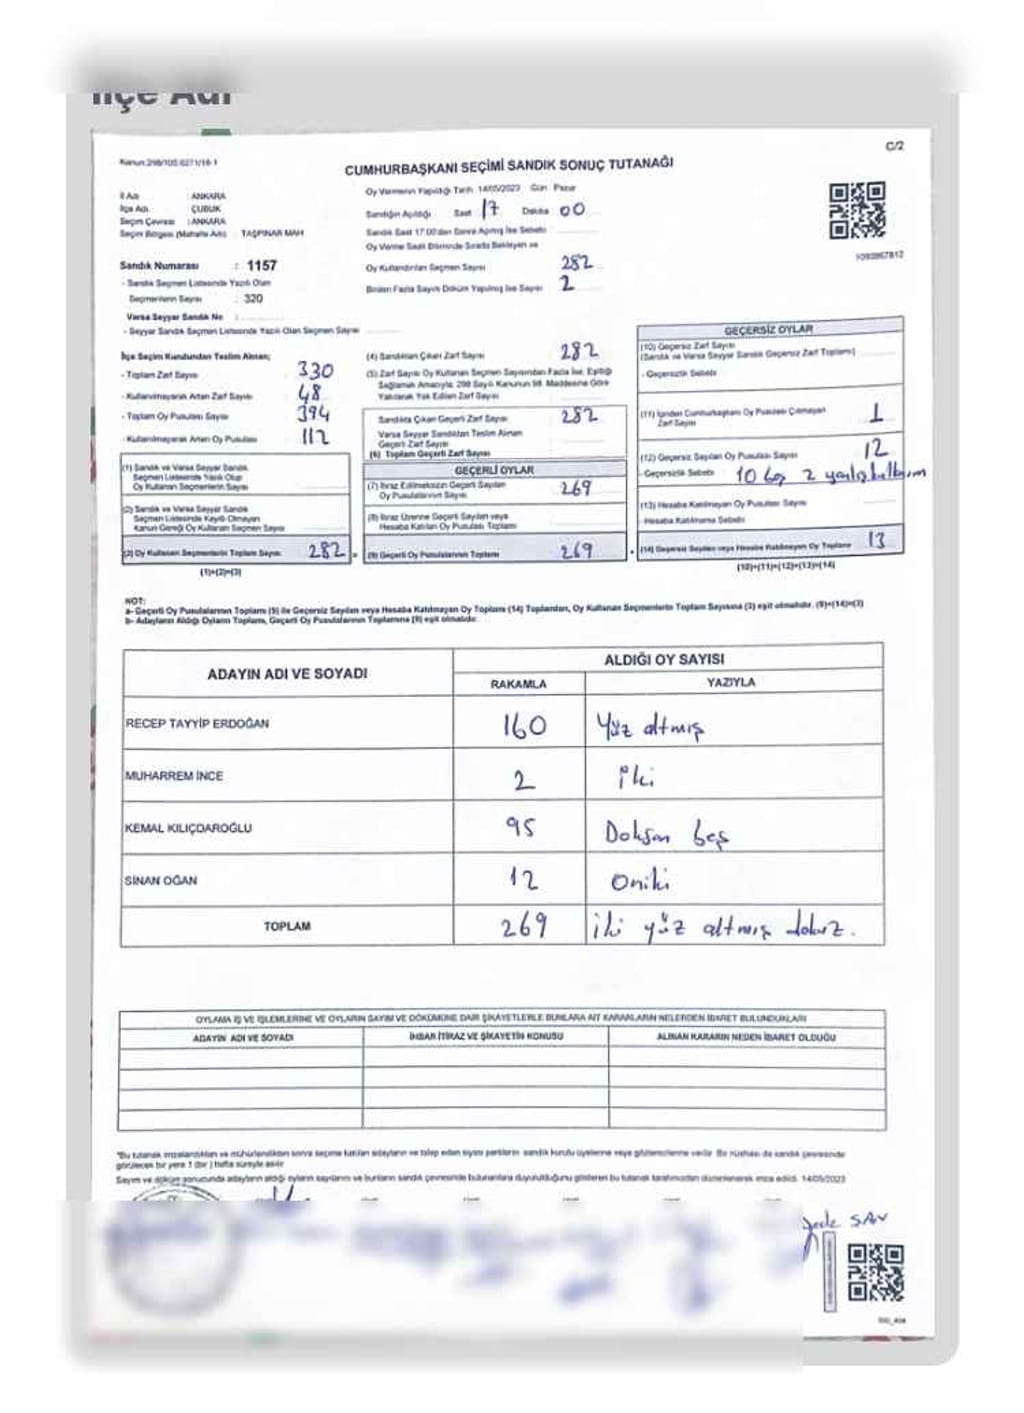 İlçe Adı
Kanun:298/105.6271/16-1
C/2
CUMHURBAŞKANI SEÇİMİ SANDIK SONUÇ TUTANAĞI
İl Adı : ANKARA
İlçe Adı : ÇUBUK
Seçim Çevresi : ANKARA
Seçim Bölgesi (Mahalle Adı) : TAŞPINAR MAH
Sandık Numarası : 1157
- Sandık Seçmen Listesinde Yazılı Olan
Seçmenlerin Sayısı : 320
Varsa Seyyar Sandık No :
- Seyyar Sandık Seçmen Listesinde Yazılı Olan Seçmen Sayısı
Oy Vermenin Yapıldığı Tarih 14/05/2023 Gün Pazar
Sandığın Açıldığı Saat 17 Dakika 00
Sandık Saat 17.00'den Sonra Açılmış İse Sebebi
Oy Verme Saati Bitiminde Sırada Bekleyen ve
Oy Kullandırılan Seçmen Sayısı 282
Birden Fazla Sayım Döküm Yapılmış İse Sayısı 2
İlçe Seçim Kurulundan Teslim Alınan;
- Toplam Zarf Sayısı 330
- Kullanılmayarak Artan Zarf Sayısı 48
- Toplam Oy Pusulası Sayısı 394
- Kullanılmayarak Artan Oy Pusulası 112
(1) Sandık ve Varsa Seyyar Sandık
Seçmen Listesinde Yazılı Olup
Oy Kullanan Seçmenlerin Sayısı
(2) Sandık ve Varsa Seyyar Sandık
Seçmen Listesinde Kayıtlı Olmayan
Kanun Gereği Oy Kullanan Seçmen Sayısı
(3) Oy Kullanan Seçmenlerin Toplam Sayısı 282
(1)+(2)=(3)
(4) Sandıktan Çıkan Zarf Sayısı 282
(5) Zarf Sayısı Oy Kullanan Seçmen Sayısından Fazla İse, Eşitliği
Sağlamak Amacıyla; 298 Sayılı Kanunun 98. Maddesine Göre
Yakılarak Yok Edilen Zarf Sayısı
Sandıkta Çıkan Geçerli Zarf Sayısı 282
Varsa Seyyar Sandıktan Teslim Alınan
Geçerli Zarf Sayısı
(6) Toplam Geçerli Zarf Sayısı
GEÇERLİ OYLAR
(7) İtiraz Edilmeksizin Geçerli Sayılan
Oy Pusulalarının Sayısı 269
(8) İtiraz Üzerine Geçerli Sayılan veya
Hesaba Katılan Oy Pusulası Toplamı
(9) Geçerli Oy Pusulalarının Toplamı 269
GEÇERSİZ OYLAR
(10) Geçersiz Zarf Sayısı
(Sandık ve Varsa Seyyar Sandık Geçersiz Zarf Toplamı)
- Geçersizlik Sebebi
(11) İçinden Cumhurbaşkanı Oy Pusulası Çıkmayan
Zarf Sayısı 1
(12) Geçersiz Sayılan Oy Pusulası Sayısı 12
- Geçersizlik Sebebi 10 boş 2 yanlış kullanım
(13) Hesaba Katılmayan Oy Pusulası Sayısı
- Hesaba Katılmama Sebebi
(14) Geçersiz Sayılan veya Hesaba Katılmayan Oy Toplamı 13
(10)+(11)+(12)+(13)=(14)
NOT:
a- Geçerli Oy Pusulalarının Toplamı (9) ile Geçersiz Sayılan veya Hesaba Katılmayan Oy Toplamı (14) Toplamları, Oy Kullanan Seçmenlerin Toplam Sayısına (3) eşit olmalıdır. (9)+(14)=(3)
b- Adayların Aldığı Oyların Toplamı, Geçerli Oy Pusulalarının Toplamına (9) eşit olmalıdır.
ADAYIN ADI VE SOYADI
ALDIĞI OY SAYISI
RAKAMLA YAZIYLA
RECEP TAYYİP ERDOĞAN 160 Yüz altmış
MUHARREM İNCE 2 iki
KEMAL KILIÇDAROĞLU 95 Doksan beş
SİNAN OĞAN 12 Oniki
TOPLAM 269 iki yüz altmış dokuz.
OYLAMA İŞ VE İŞLEMLERİNE VE OYLARIN SAYIM VE DÖKÜMÜNE DAİR ŞİKAYETLERLE BUNLARA AİT KARARLARIN NELERDEN İBARET BULUNDUKLARI
ADAYIN ADI VE SOYADI İHBAR İTİRAZ VE ŞİKAYETİN KONUSU ALINAN KARARIN NEDEN İBARET OLDUĞU
*Bu tutanak imzalandıktan ve mühürlendikten sonra seçime katılan adayların ve talep eden siyasi partilerin sandık kurulu üyelerine veya gözlemcilerine verilir. Bir nüshası da sandık çevresinde
görülecek bir yere 1 (bir) hafta süreyle asılır
Sayım ve döküm sonucunda adayların aldığı oyların sayılarını ve bunların sandık çevresinde bulunanlara duyurulduğunu gösteren bu tutanak tarafımızdan düzenlenerek imza edildi. 14/05/2023
SAV